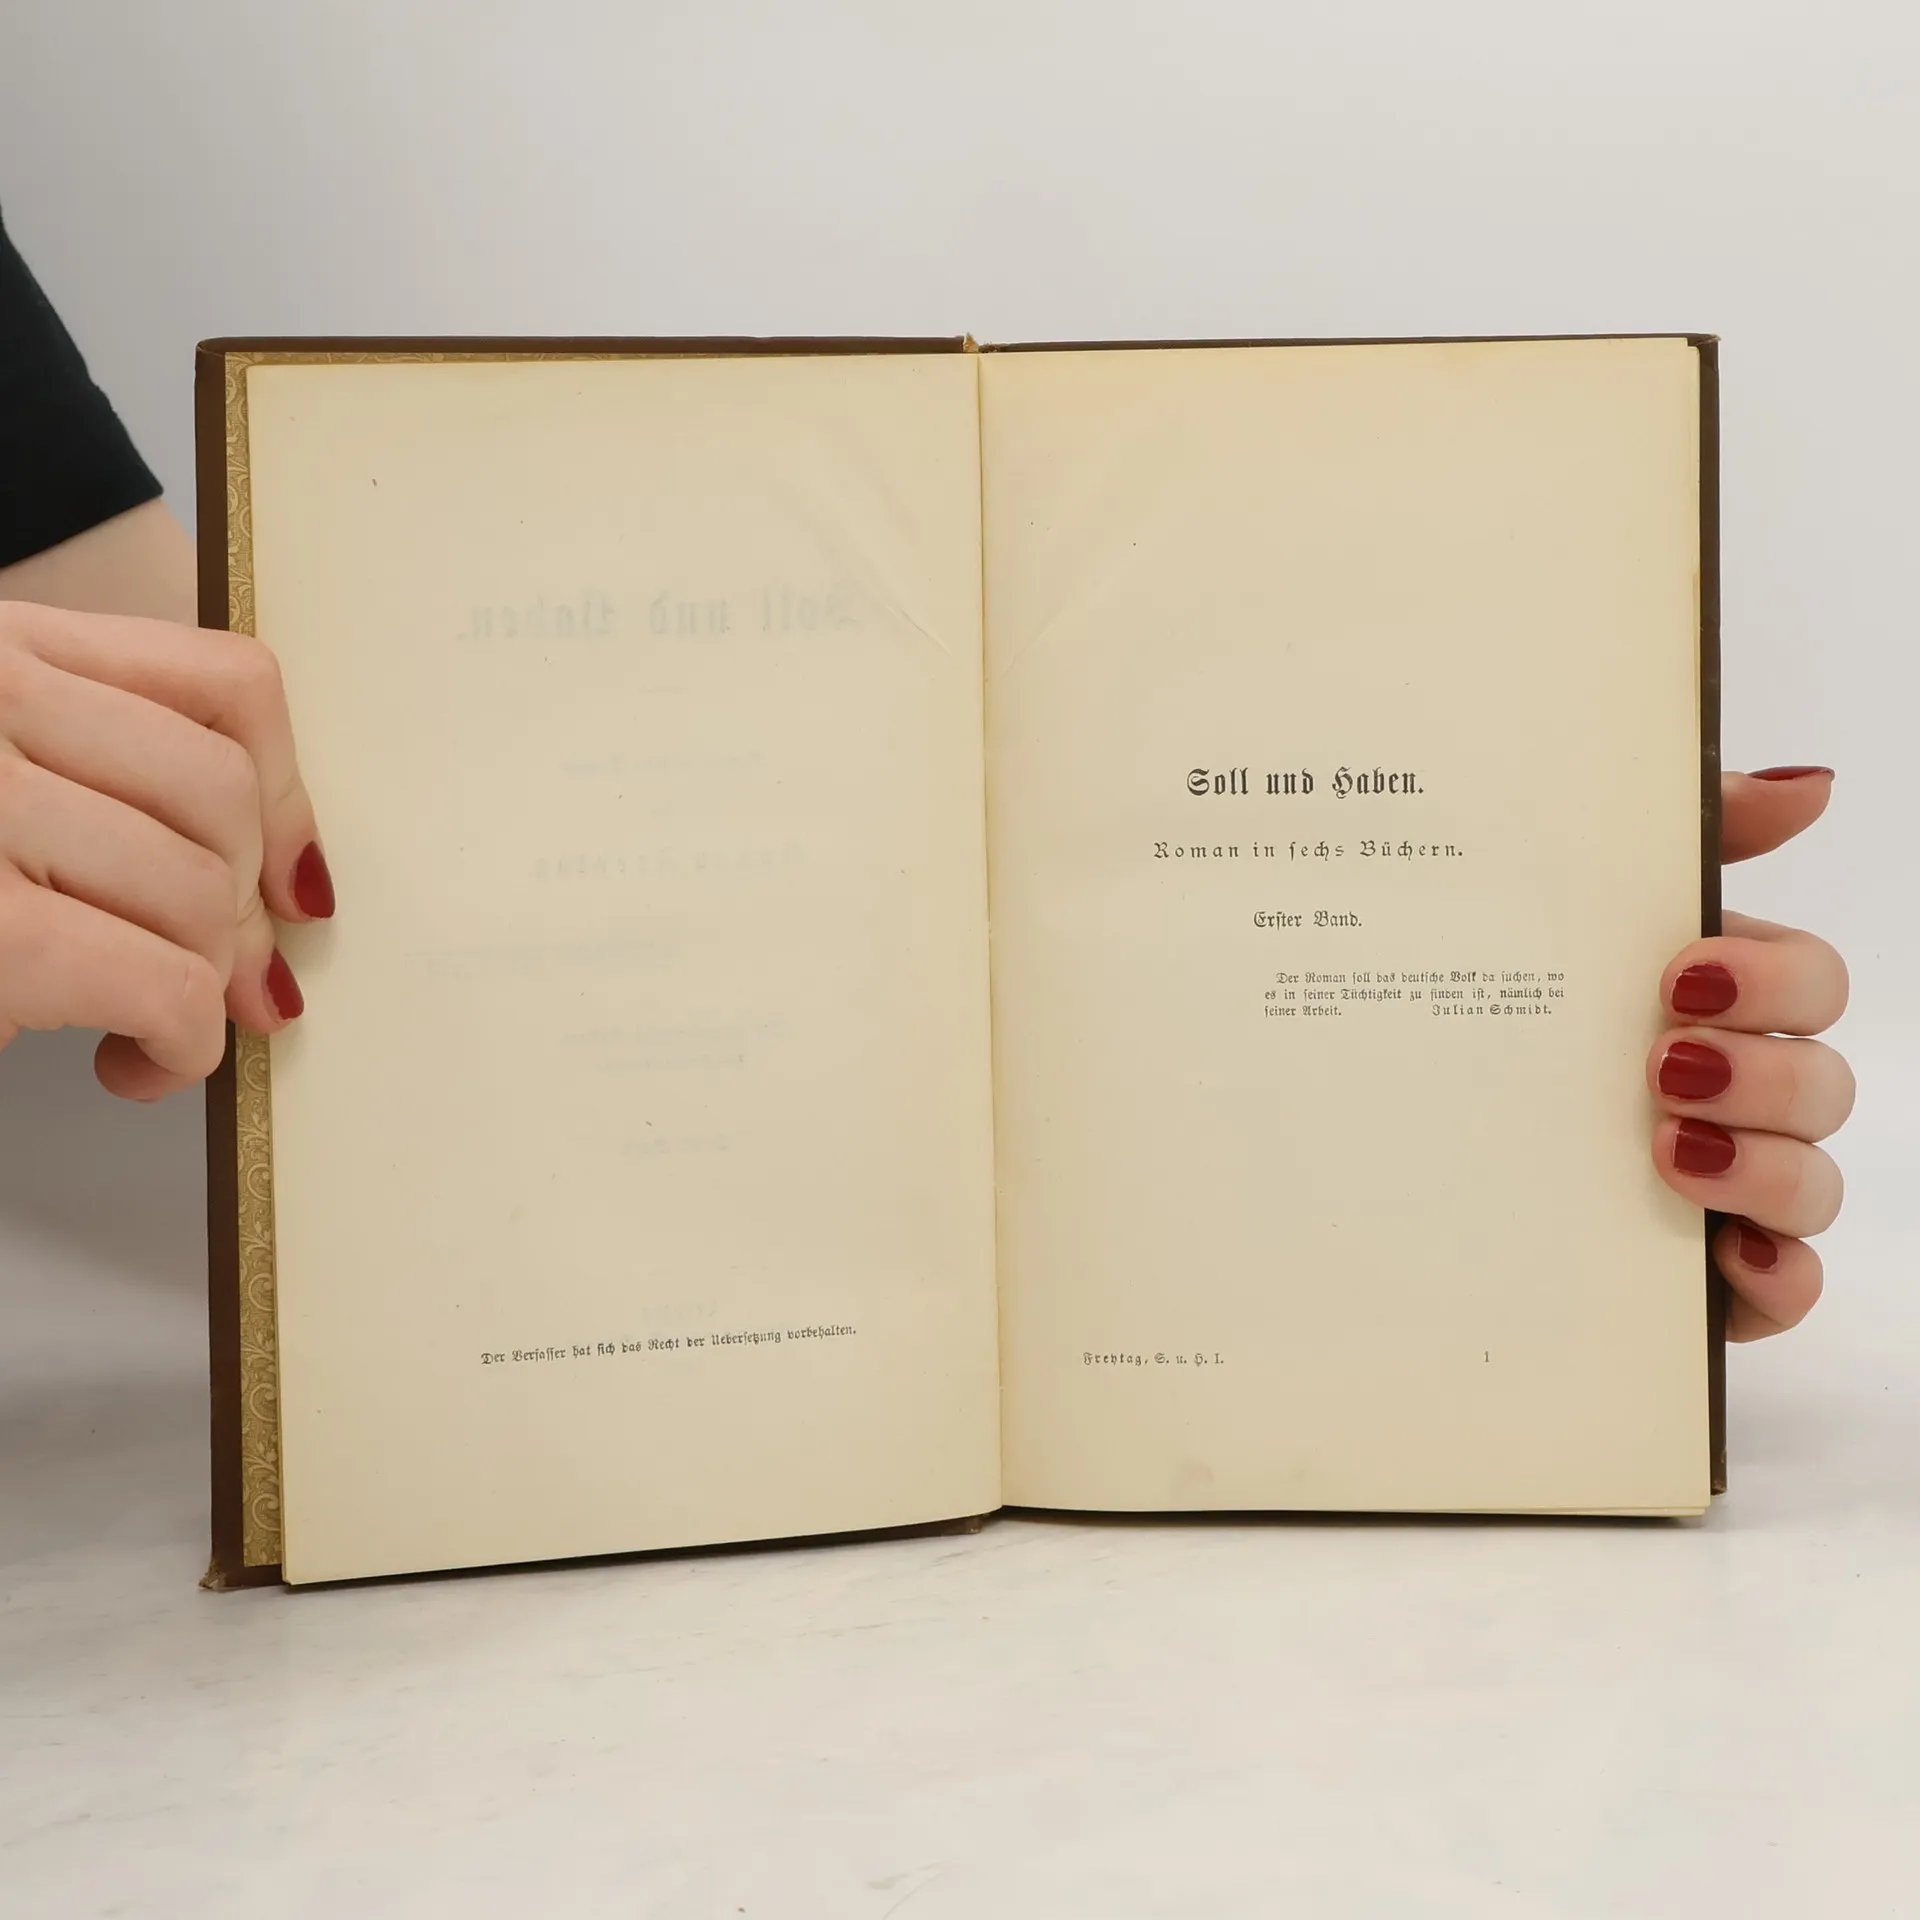 Der Verfasser hat sich das Recht der Uebersetzung vorbehalten.
Soll und Haben.
Roman in sechs Büchern.
Erster Band.
Der Roman soll das deutsche Volk da suchen, wo
es in seiner Tüchtigkeit zu finden ist, nämlich bei
seiner Arbeit. Julian Schmidt.
Freytag, S. u. H. I. 1